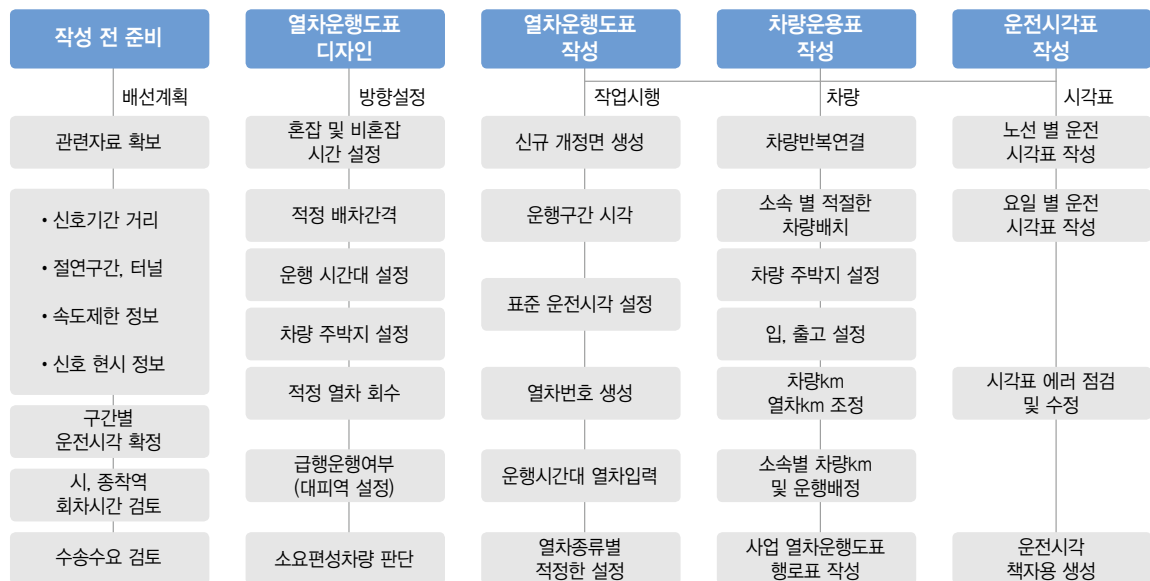 작성 전 준비
배선계획
관련자료 확보
• 신호기간 거리
• 절연구간, 터널
• 속도제한 정보
• 신호 현시 정보
구간별
운전시각 확정
시, 종착역
회차시간 검토
수송수요 검토
열차운행도표
디자인
방향설정
혼잡 및 비혼잡
시간 설정
적정 배차간격
운행 시간대 설정
차량 주박지 설정
적정 열차 회수
급행운행여부
(대피역 설정)
소요편성차량 판단
열차운행도표
작성
작업시행
신규 개정면 생성
운행구간 시각
표준 운전시각 설정
열차번호 생성
운행시간대 열차입력
열차종류별
적정한 설정
차량운용표
작성
차량
차량반복연결
소속 별 적절한
차량배치
차량 주박지 설정
입, 출고 설정
차량km
열차km 조정
소속별 차량km
및 운행배정
사업 열차운행도표
행로표 작성
운전시각표
작성
시각표
노선 별 운전
시각표 작성
요일 별 운전
시각표 작성
시각표 에러 점검
및 수정
운전시각
책자용 생성